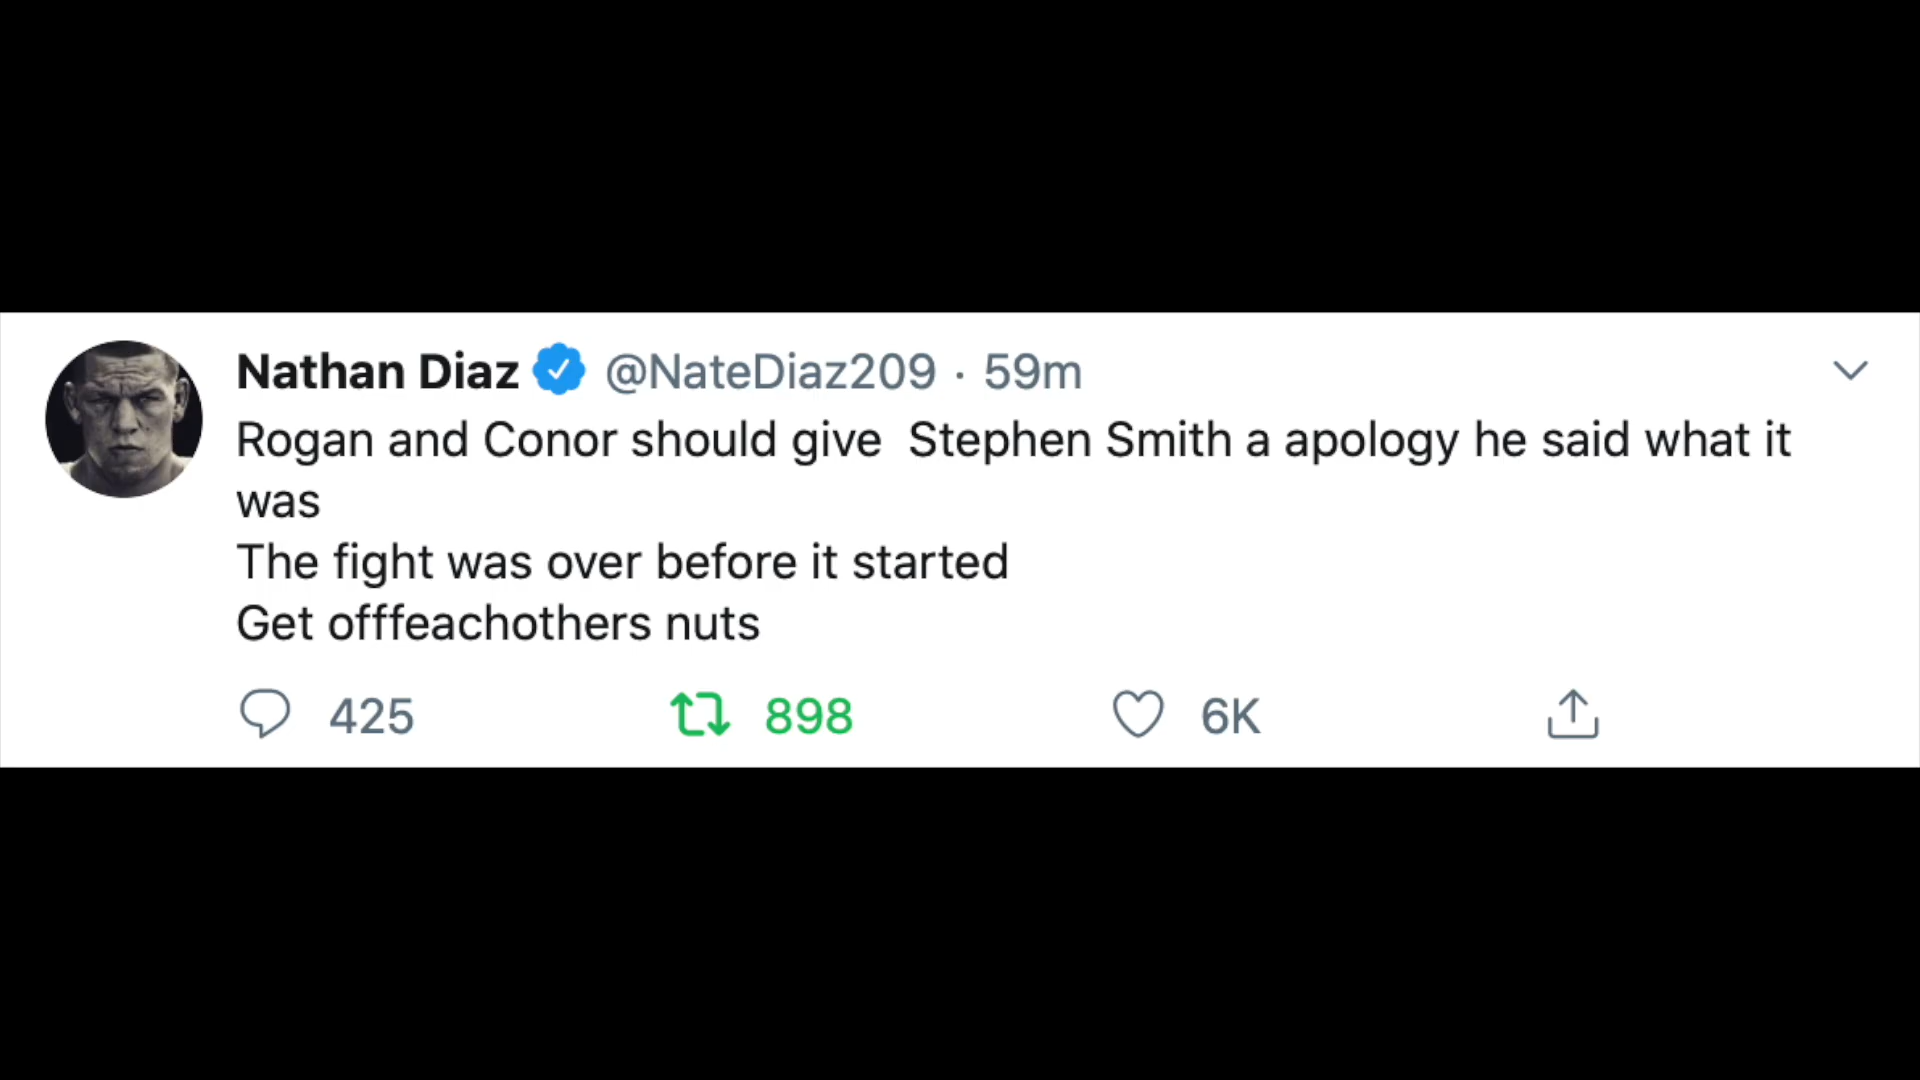 Nathan Diaz @NateDiaz209 · 59m
Rogan and Conor should give  Stephen Smith a apology he said what it
was
The fight was over before it started
Get offfeachothers nuts
425 898 6K